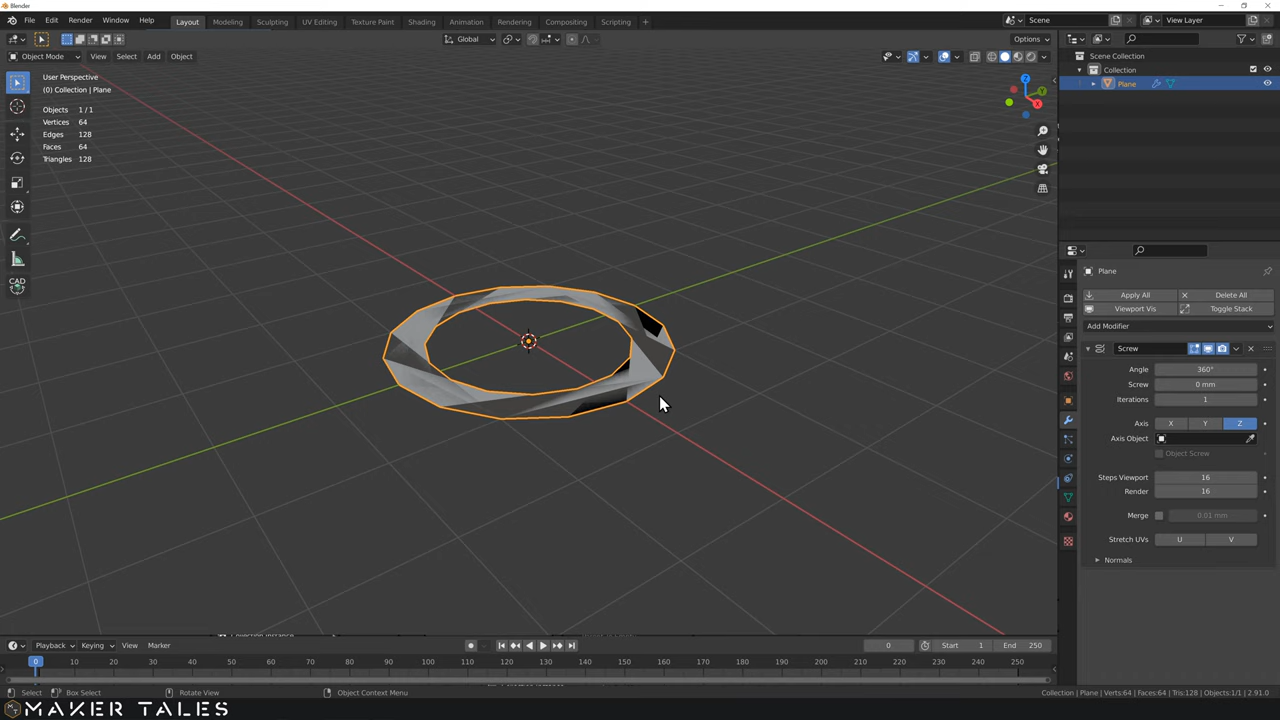 Blender
File Edit Render Window Help Layout Modeling Sculpting UV Editing Texture Paint Shading Animation Rendering Compositing Scripting + Scene View Layer
Global Options
Object Mode View Select Add Object
User Perspective
(0) Collection | Plane
Objects 1 / 1
Vertices 64
Edges 128
Faces 64
Triangles 128
CAD
Z
Y
X
Scene Collection
Collection
Plane
Plane
Apply All Delete All
Viewport Vis Toggle Stack
Add Modifier
Screw
Angle 360°
Screw 0 mm
Iterations 1
Axis X Y Z
Axis Object
Object Screw
Steps Viewport 16
Render 16
Merge 0.01 mm
Stretch UVs U V
Normals
Playback Keying View Marker 0 Start 1 End 250
0 10 20 30 40 50 60 70 80 90 100 110 120 130 140 150 160 170 180 190 200 210 220 230 240 250
Select Box Select Rotate View Object Context Menu Collection | Plane | Verts:64 | Faces:64 | Tris:128 | Objects:1/1 | 2.91.0
MAKER TALES